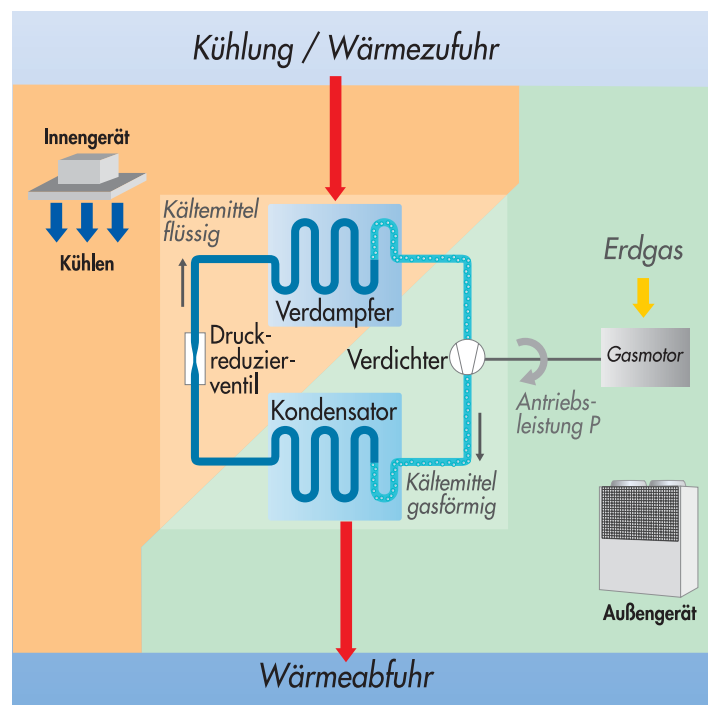 Kühlung / Wärmezufuhr
Innengerät
Kühlen
Kältemittel
flüssig
Verdampfer
Erdgas
Druck-
reduzier-
ventil
Verdichter
Gasmotor
Antriebs-
leistung P
Kondensator
Kältemittel
gasförmig
Außengerät
Wärmeabfuhr